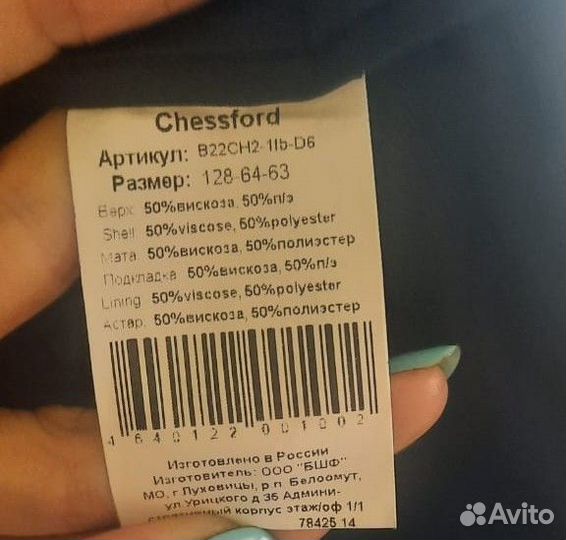 Chessford
Артикул: B22CH2-1Ib-D6
Размер: 128-64-63
Верх: 50%вискоза, 50%п/э
Shell 50%viscose, 50%polyester
Мата: 50%вискоза, 50%полиэстер
Подкладка 50%вискоза, 50%п/э
Lining 50%viscose, 50%polyester
Астар: 50%вискоза, 50%полиэстер
4 640122 001002
Изготовлено в России
Изготовитель: ООО "БШФ"
МО, г Луховицы, р п. Белоомут,
ул Урицкого д 35 Админи-
стративный корпус этаж/оф 1/1
78425 14
Avito